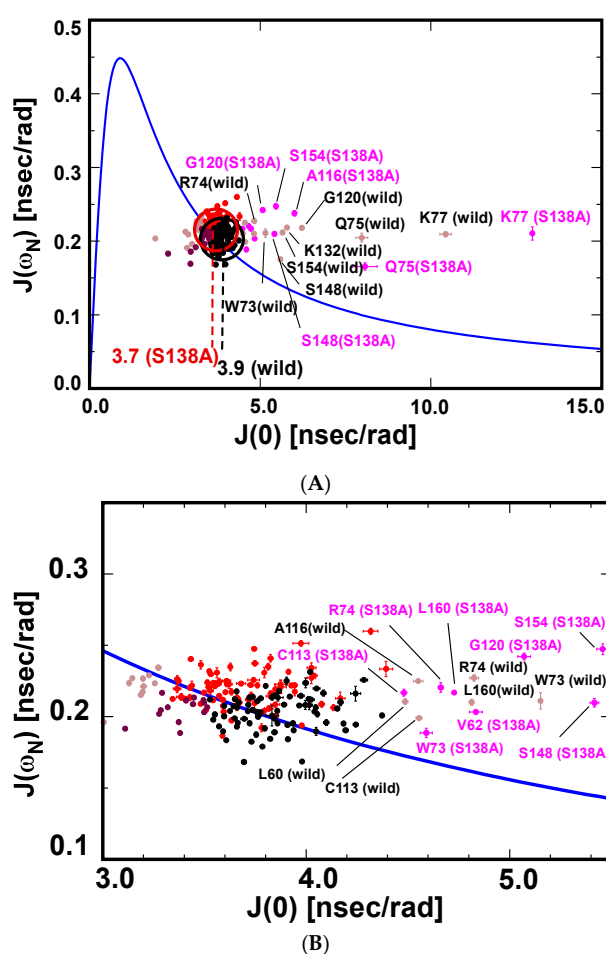 0.5
0.4
0.3
0.2
0.1
0.0
J(ωN) [nsec/rad]
G120(S138A)
S154(S138A)
R74(wild)
A116(S138A)
G120(wild)
Q75(wild)
K77 (wild)
K77 (S138A)
K132(wild)
S154(wild)
Q75(S138A)
S148(wild)
W73(wild)
S148(S138A)
3.7 (S138A)
3.9 (wild)
0.0
5.0
10.0
15.0
J(0) [nsec/rad]
(A)
0.3
0.2
0.1
J(ωN) [nsec/rad]
R74 (S138A)
L160 (S138A)
A116(wild)
S154 (S138A)
C113 (S138A)
G120 (S138A)
R74 (wild)
L160(wild)
W73 (wild)
V62 (S138A)
W73 (S138A)
S148 (S138A)
L60 (wild)
C113 (wild)
3.0
4.0
5.0
J(0) [nsec/rad]
(B)